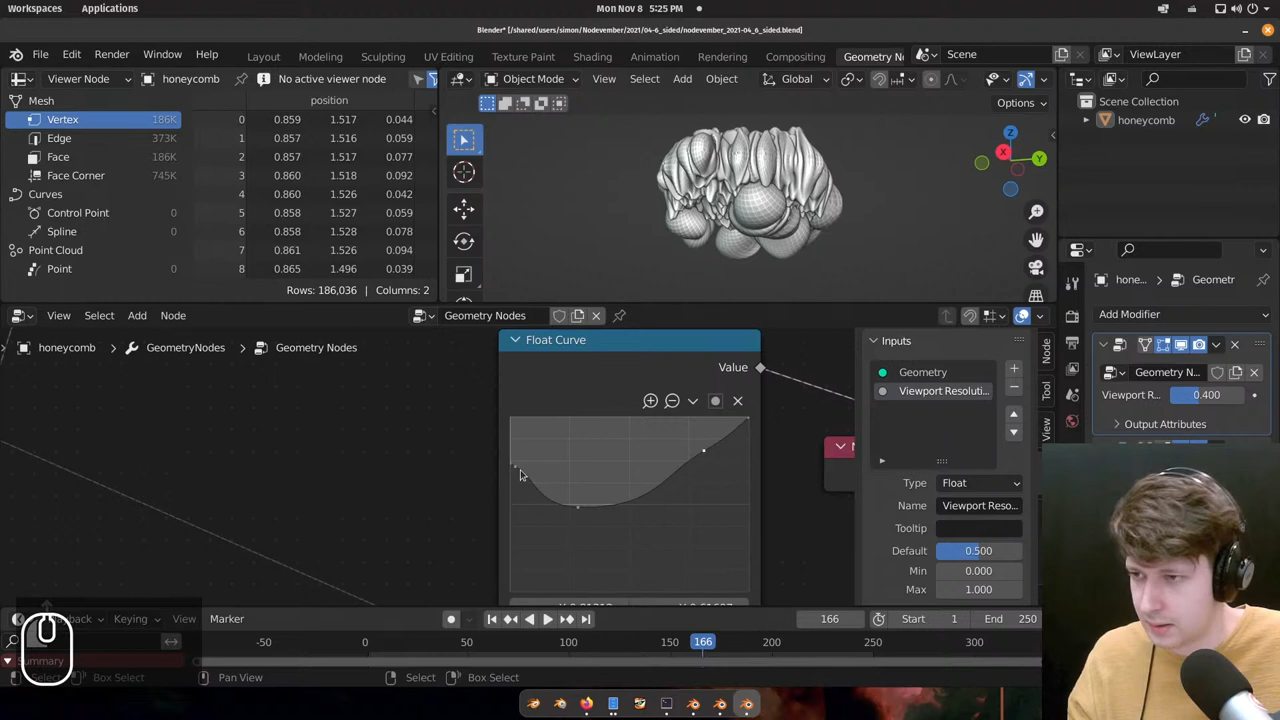 Workspaces Applications Mon Nov 8 5:25 PM
Blender* [/shared/users/simon/Nodevember/2021/04-6_sided/nodevember_2021-04_6_sided.blend]
File Edit Render Window Help Layout Modeling Sculpting UV Editing Texture Paint Shading Animation Rendering Compositing Geometry Nodes Scene ViewLayer
Viewer Node honeycomb No active viewer node Object Mode View Select Add Object Global
Mesh position Options Scene Collection
Vertex 186K 0 0.859 1.517 0.044 honeycomb
Edge 373K 1 0.857 1.516 0.077
Face 186K 2 0.857 1.517 0.059
Face Corner 745K 3 0.860 1.518 0.092
Curves 4 0.860 1.526 0.042
Control Point 0 5 0.858 1.527 0.059
Spline 0 6 0.858 1.528 0.078
Point Cloud 7 0.861 1.526 0.094
Point 0 8 0.865 1.496 0.039
Rows: 186,036 | Columns: 2
X Y Z
hone... Geometr
View Select Add Node Geometry Nodes Add Modifier
honeycomb GeometryNodes Geometry Nodes
Float Curve
Value
Inputs
Geometry
Viewport Resoluti...
Type Float
Name Viewport Reso...
Tooltip
Default 0.500
Min 0.000
Max 1.000
Node
Tool
View
Geometry N...
Viewport R... 0.400
Output Attributes
Keying View Marker 166 Start 1 End 250
-50 0 50 100 150 166 200 250 300
Summary
Box Select Pan View Select Box Select